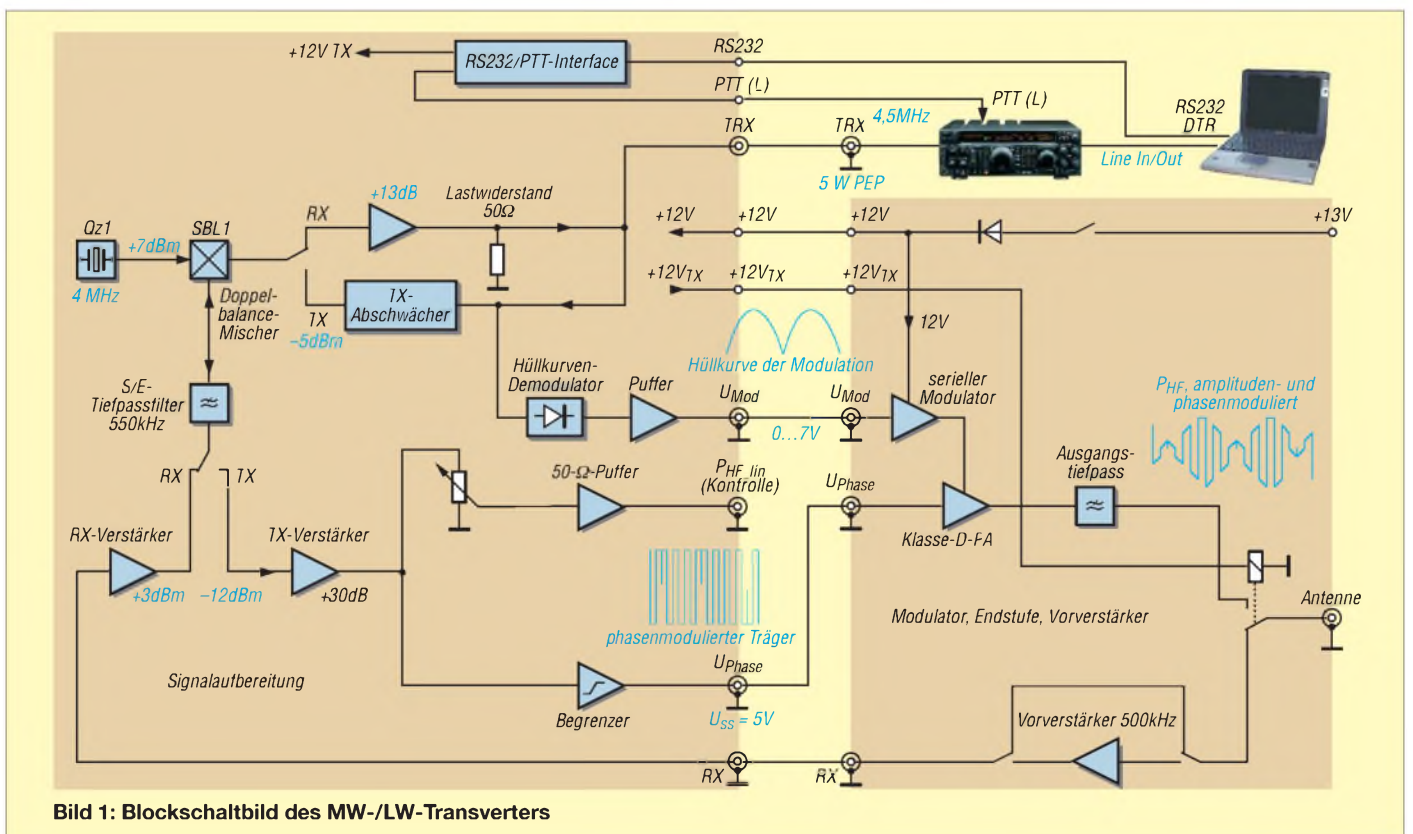 +12V TX
RS232/PTT-Interface
RS232
PTT (L)
PTT (L)
RS232
DTR
TRX
TRX
4,5MHz
Line In/Out
5 W PEP
+13dB
Lastwiderstand
50Ω
RX
Qz1
+7dBm
SBL1
4 MHz
Doppel-
balance-
Mischer
TX
–5dBm
TX-
Abschwächer
+12V
+12V
+12V
+13V
+12VTX
+12VTX
+12VTX
12V
Hüllkurve der Modulation
Hüllkurven-
Demodulator
Puffer
UMod
UMod
0...7V
serieller
Modulator
PHF, amplituden- und
phasenmoduliert
S/E-
Tiefpassfilter
550kHz
RX
TX
50-Ω-Puffer
PHF lin
(Kontrolle)
UPhase
Ausgangs-
tiefpass
Klasse-D-PA
RX-Verstärker
+3dBm
–12dBm
TX-Verstärker
+30dB
phasenmodulierter Träger
Modulator, Endstufe, Vorverstärker
Antenne
Signalaufbereitung
Begrenzer
UPhase
USS = 5V
Vorverstärker 500kHz
RX
RX
Bild 1: Blockschaltbild des MW-/LW-Transverters